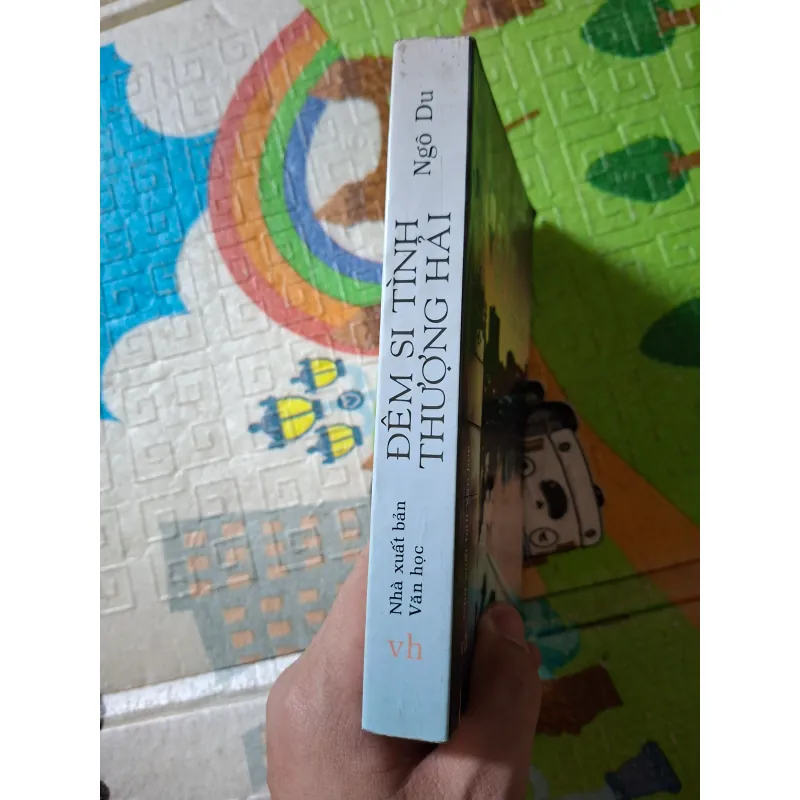 Ngô Du
ĐÊM SI TÌNH
THƯỢNG HẢI
Nhà xuất bản
Văn học
vh